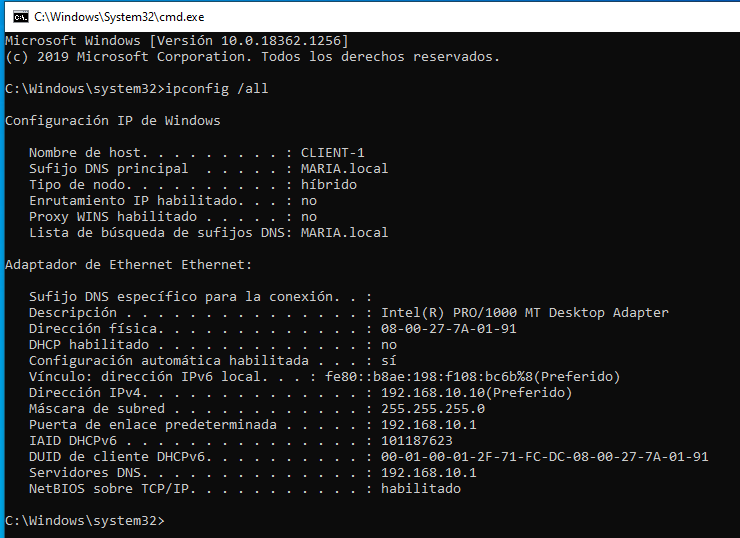 C:\Windows\System32\cmd.exe
Microsoft Windows [Versión 10.0.18362.1256]
(c) 2019 Microsoft Corporation. Todos los derechos reservados.
C:\Windows\system32>ipconfig /all
Configuración IP de Windows
Nombre de host. . . . . . . . . : CLIENT-1
Sufijo DNS principal  . . . . . : MARIA.local
Tipo de nodo. . . . . . . . . . : híbrido
Enrutamiento IP habilitado. . . : no
Proxy WINS habilitado . . . . . : no
Lista de búsqueda de sufijos DNS: MARIA.local
Adaptador de Ethernet Ethernet:
Sufijo DNS específico para la conexión. . :
Descripción . . . . . . . . . . . . . . . : Intel(R) PRO/1000 MT Desktop Adapter
Dirección física. . . . . . . . . . . . . : 08-00-27-7A-01-91
DHCP habilitado . . . . . . . . . . . . . : no
Configuración automática habilitada . . . : sí
Vínculo: dirección IPv6 local. . . : fe80::b8ae:198:f108:bc6b%8(Preferido)
Dirección IPv4. . . . . . . . . . . . . . : 192.168.10.10(Preferido)
Máscara de subred . . . . . . . . . . . . : 255.255.255.0
Puerta de enlace predeterminada . . . . . : 192.168.10.1
IAID DHCPv6 . . . . . . . . . . . . . . . : 101187623
DUID de cliente DHCPv6. . . . . . . . . . : 00-01-00-01-2F-71-FC-DC-08-00-27-7A-01-91
Servidores DNS. . . . . . . . . . . . . . : 192.168.10.1
NetBIOS sobre TCP/IP. . . . . . . . . . . : habilitado
C:\Windows\system32>